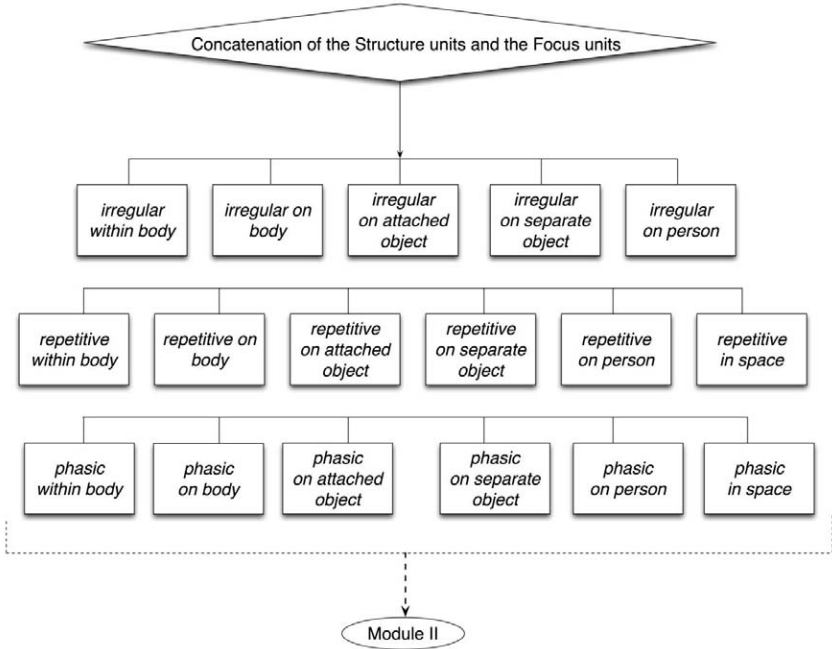 Concatenation of the Structure units and the Focus units
irregular
within body
irregular on
body
irregular
on attached
object
irregular
on separate
object
irregular
on person
repetitive
within body
repetitive on
body
repetitive
on attached
object
repetitive
on separate
object
repetitive
on person
repetitive
in space
phasic
within body
phasic
on body
phasic
on attached
object
phasic
on separate
object
phasic
on person
phasic
in space
Module II